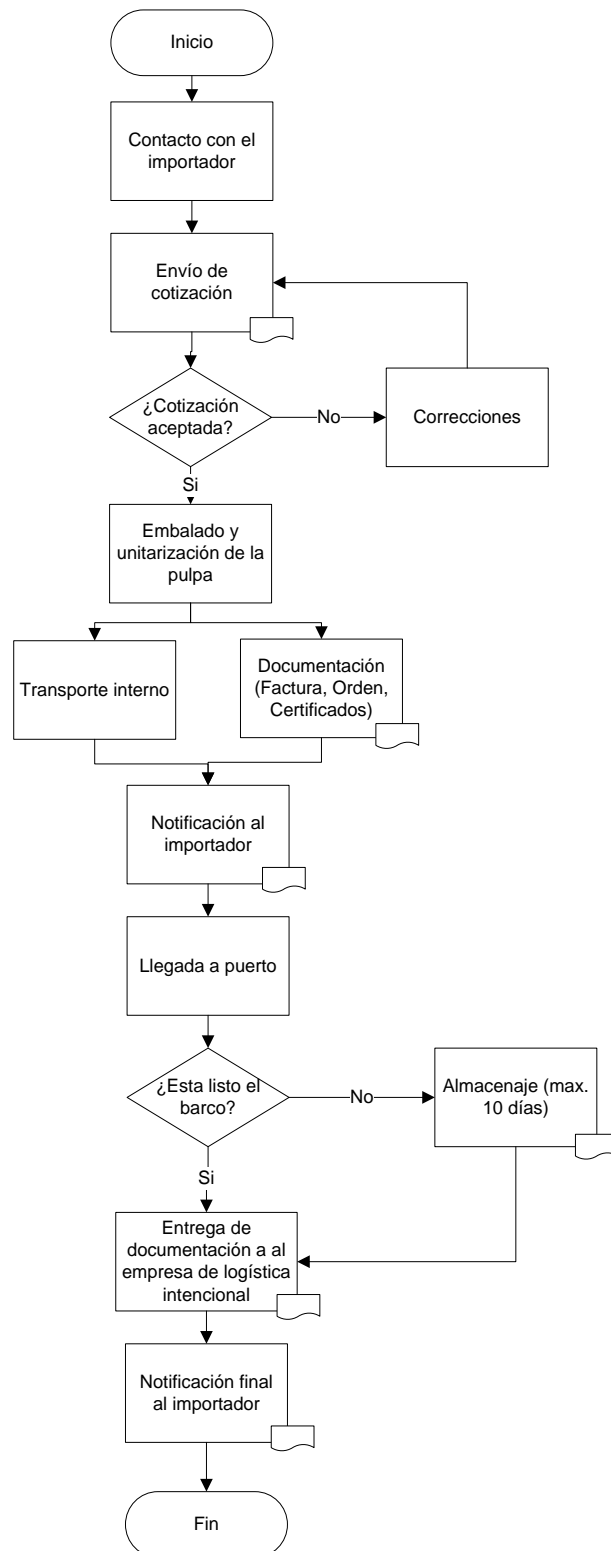 Inicio
Contacto con el
importador
Envío de
cotización
¿Cotización
aceptada?
No
Correcciones
Si
Embalado y
unitarización de la
pulpa
Transporte interno
Documentación
(Factura, Orden,
Certificados)
Notificación al
importador
Llegada a puerto
¿Esta listo el
barco?
No
Almacenaje (max.
10 días)
Si
Entrega de
documentación a al
empresa de logística
intencional
Notificación final
al importador
Fin